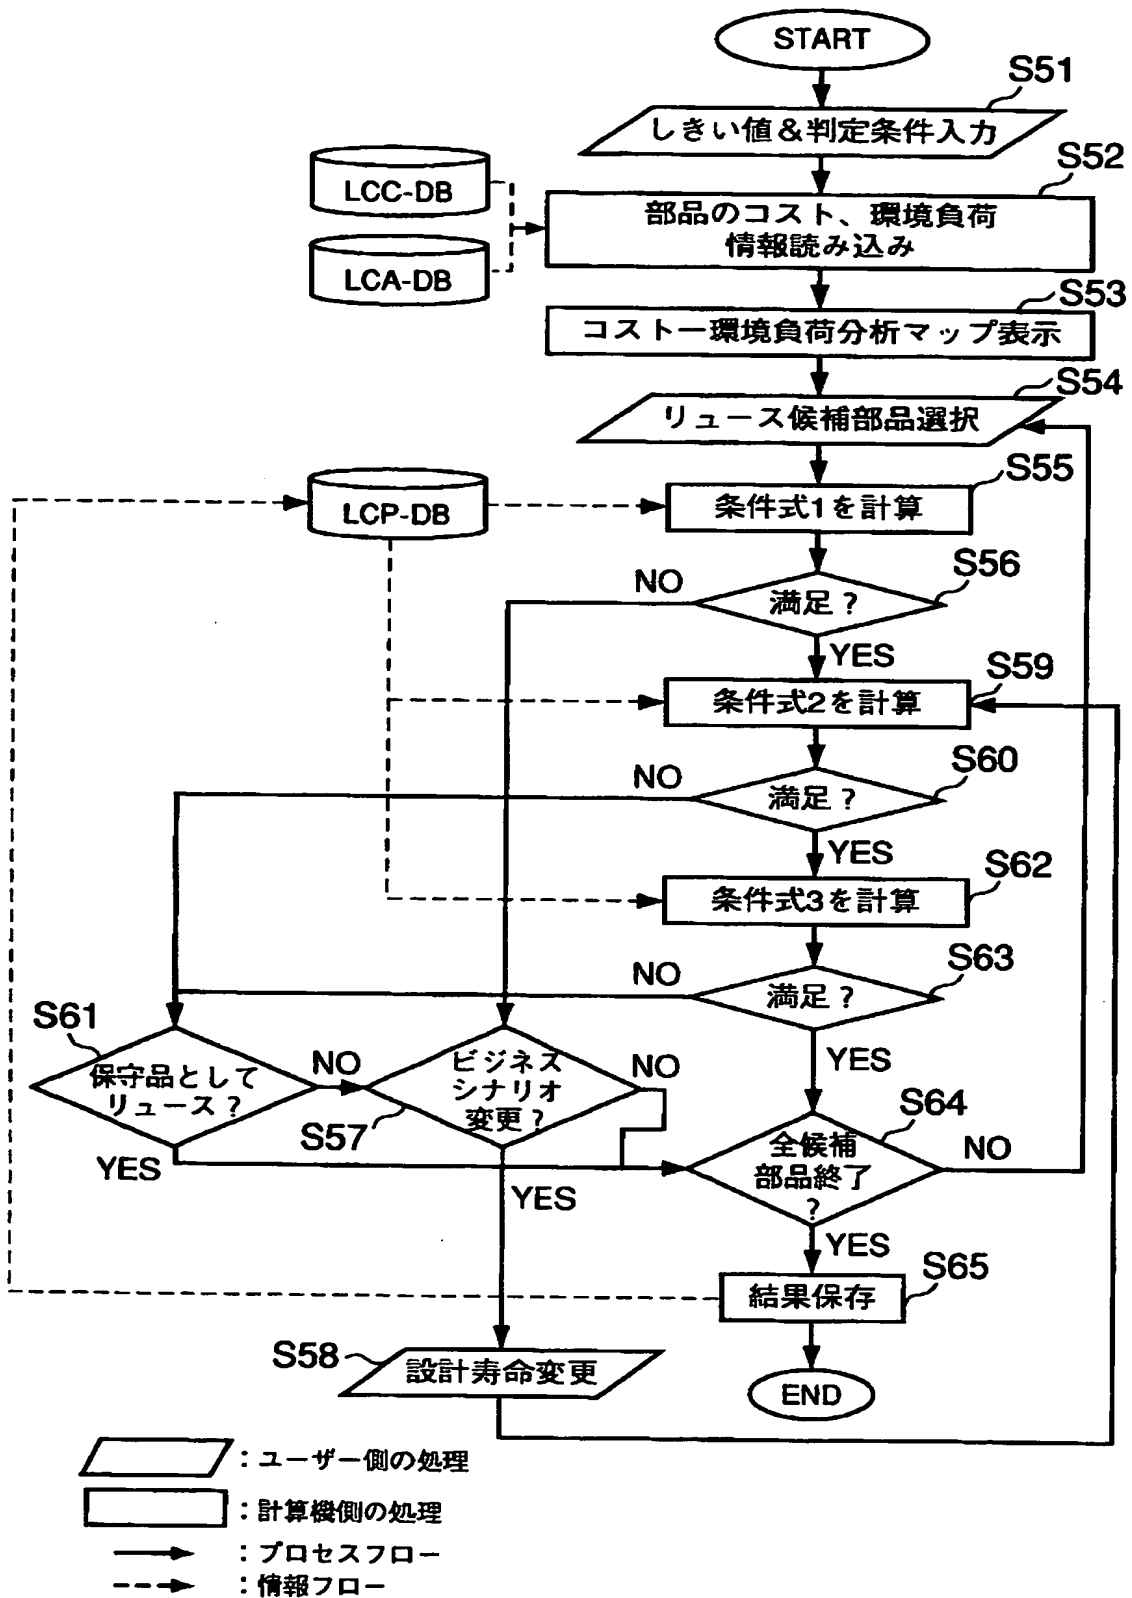 START
S51
しきい値&判定条件入力
LCC-DB
S52
部品のコスト、環境負荷
情報読み込み
LCA-DB
S53
コストー環境負荷分析マップ表示
S54
リュース候補部品選択
S55
LCP-DB
条件式1を計算
S56
NO
満足?
YES
S59
条件式2を計算
S60
NO
満足?
YES
S62
条件式3を計算
S63
NO
満足?
YES
S61
保守品として
リュース?
NO
ビジネス
シナリオ
変更?
NO
S57
S64
全候補
部品終了
?
NO
YES
YES
YES
S65
結果保存
S58
設計寿命変更
END
:ユーザー側の処理
:計算機側の処理
:プロセスフロー
:情報フロー